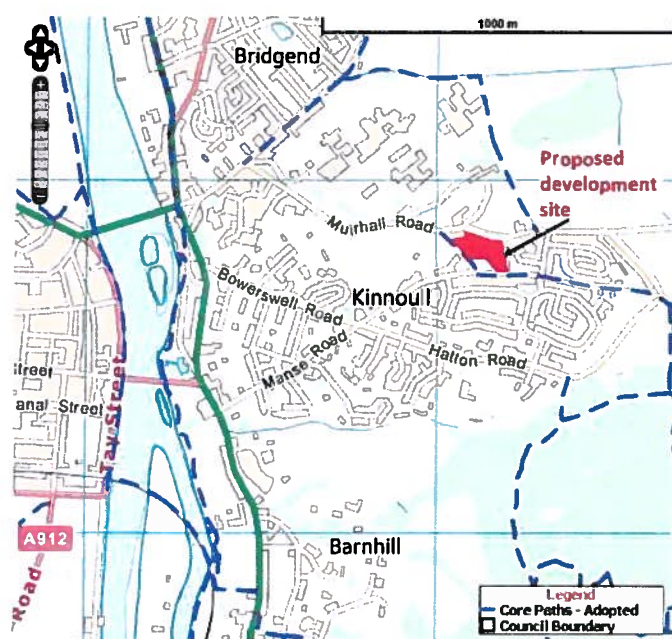 1000 m
Bridgend
Proposed
development
site
Muirhall Road
Bowerswell Road
Kinnoull
Manse Road
Hatton Road
Street
anal Street
Tay Street
A912
Road
Barnhill
Legend
Core Paths - Adopted
Council Boundary